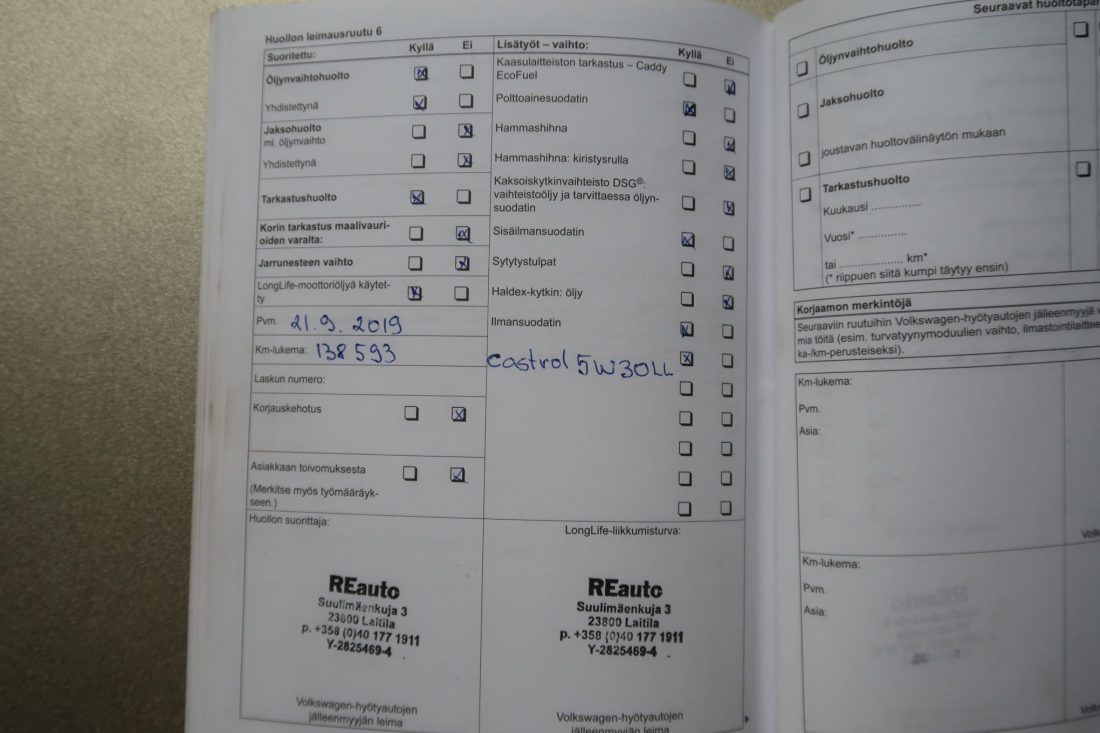 Huollon leimausruutu 6
Suoritettu: Kyllä Ei
Öljynvaihtohuolto
Yhdistettynä
Jaksohuolto
ml. öljynvaihto
Yhdistettynä
Tarkastushuolto
Korin tarkastus maalivauri-
oiden varalta:
Jarrunesteen vaihto
LongLife-moottoriöljyä käytet-
ty
Pvm. 21.9.2019
Km-lukema: 138 593
Laskun numero:
Korjauskehotus
Asiakkaan toivomuksesta
(Merkitse myös työmääräyk-
seen.)
Huollon suorittaja:
REauto
Suulimäenkuja 3
23800 Laitila
p. +358 (0)40 177 1911
Y-2825469-4
Volkswagen-hyötyautojen
jälleenmyyjän leima
Lisätyöt – vaihto: Kyllä Ei
Kaasulaitteiston tarkastus – Caddy
EcoFuel
Polttoainesuodatin
Hammashihna
Hammashihna: kiristysrulla
Kaksoiskytkinvaihteisto DSG®;
vaihteistoöljy ja tarvittaessa öljyn-
suodatin
Sisäilmansuodatin
Sytytystulpat
Haldex-kytkin: öljy
Ilmansuodatin
Castrol 5W30LL
LongLife-liikkumisturva:
REauto
Suulimäenkuja 3
23800 Laitila
p. +358 (0)40 177 1911
Y-2825469-4
Volkswagen-hyötyautojen
jälleenmyyjän leima
Öljynvaihtohuolto
Jaksohuolto
joustavan huoltovälinäytön mukaan
Tarkastushuolto
Kuukausi ...............
Vuosi* ...............
tai .................... km*
(* riippuen siitä kumpi täytyy ensin)
Korjaamon merkintöjä
Seuraaviin ruutuihin Volkswagen-hyötyautojen jälleenmyyjä
mia töitä (esim. turvatyynymoduulien vaihto,
ka-/km-perusteiseksi).
Km-lukema:
Pvm.
Asia:
Km-lukema:
Pvm.
Asia: